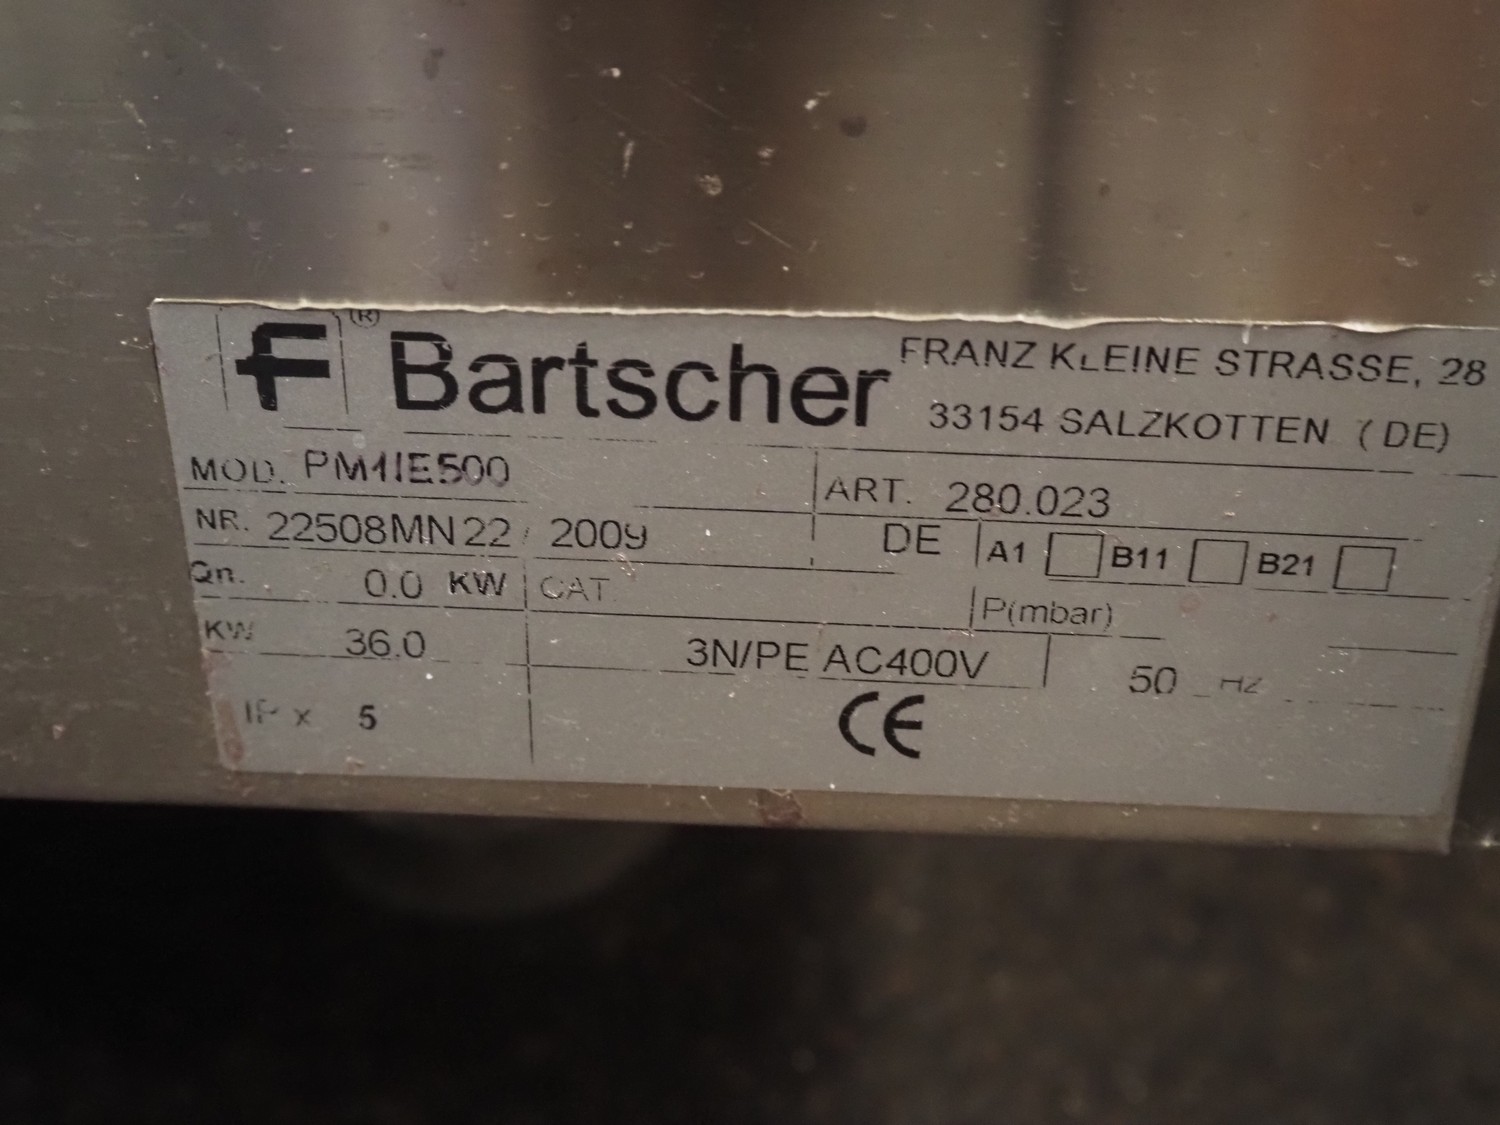 F ® Bartscher
FRANZ KLEINE STRASSE, 28
33154 SALZKOTTEN ( DE)
MOD. PM1IE500
ART. 280.023
NR. 22508MN22 / 2009
DE A1 B11 B21
Qn. 0.0 KW CAT
P(mbar)
KW 36.0 3N/PE AC400V 50 HZ
IP x 5 CE